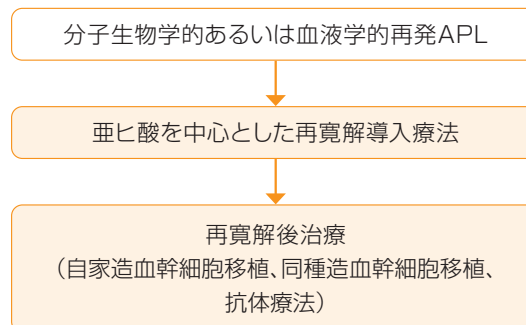 分子生物学的あるいは血液学的再発APL
亜ヒ酸を中心とした再寛解導入療法
再寛解後治療
（自家造血幹細胞移植、同種造血幹細胞移植、
抗体療法）